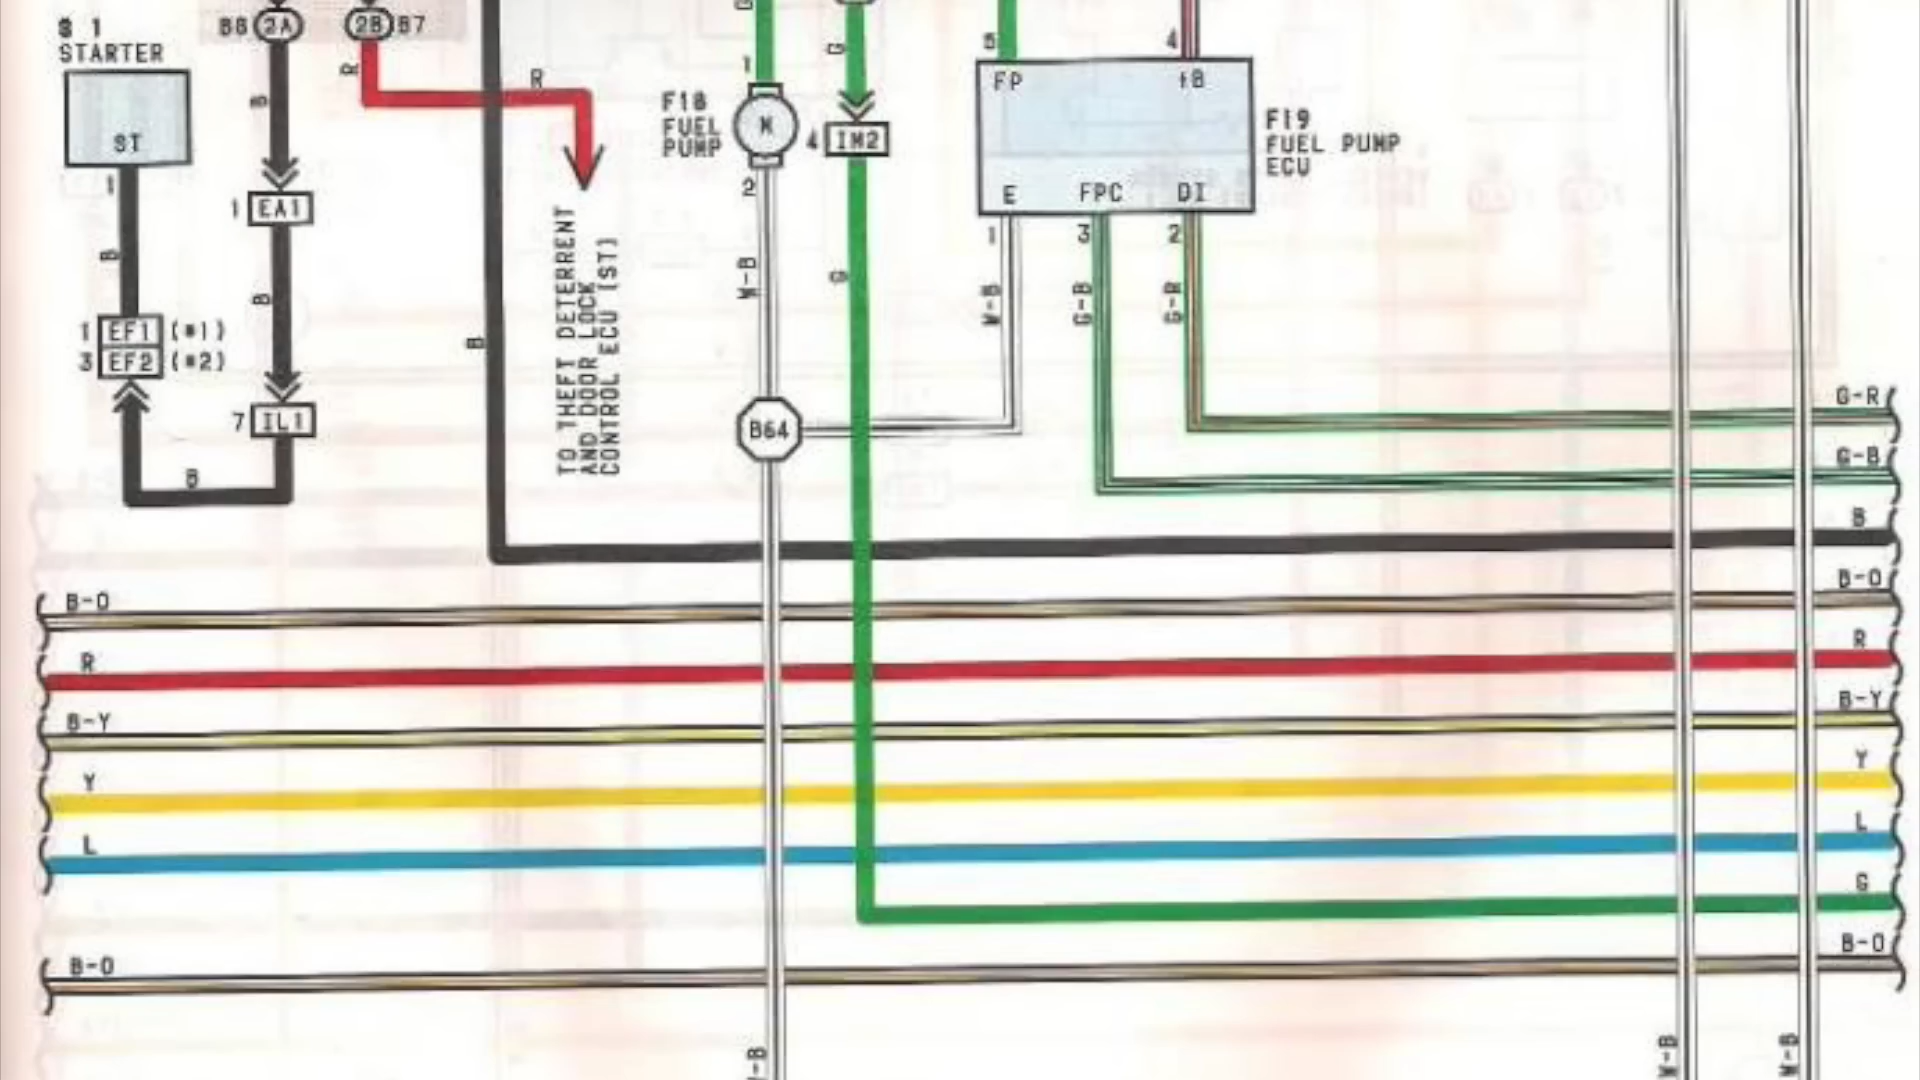 S 1
STARTER
ST
1
B
1 EF1 (*1)
3 EF2 (*2)
B
B6 2A
B
1 EA1
B
7 IL1
2B B7
R
R
B
TO THEFT DETERRENT
AND DOOR LOCK
CONTROL ECU (ST)
G
1
F18
FUEL
PUMP
M
2
W-B
B64
G
4 IM2
G
5
4
FP
+B
F19
FUEL PUMP
ECU
E
FPC
DI
1
3
2
W-B
G-B
G-R
G-R
G-B
B
B-O
B-O
R
R
B-Y
B-Y
Y
Y
L
L
G
B-O
B-O
W-B
W-B